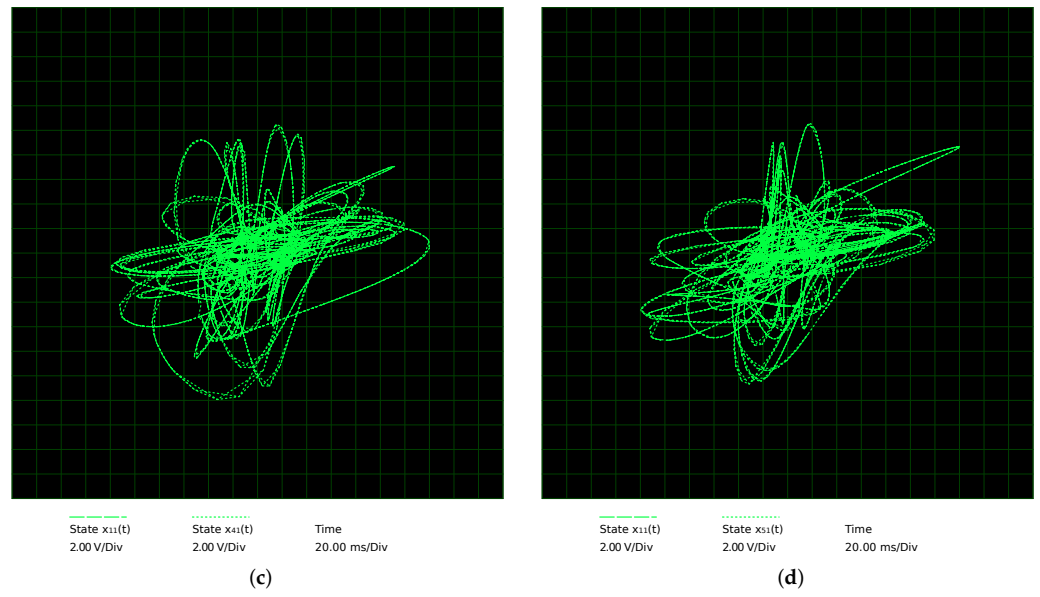 State x₁₁(t) State x₄₁(t) Time
2.00 V/Div 2.00 V/Div 20.00 ms/Div
(c)
State x₁₁(t) State x₅₁(t) Time
2.00 V/Div 2.00 V/Div 20.00 ms/Div
(d)